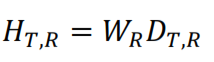 H_{T,R} = W_R D_{T,R}